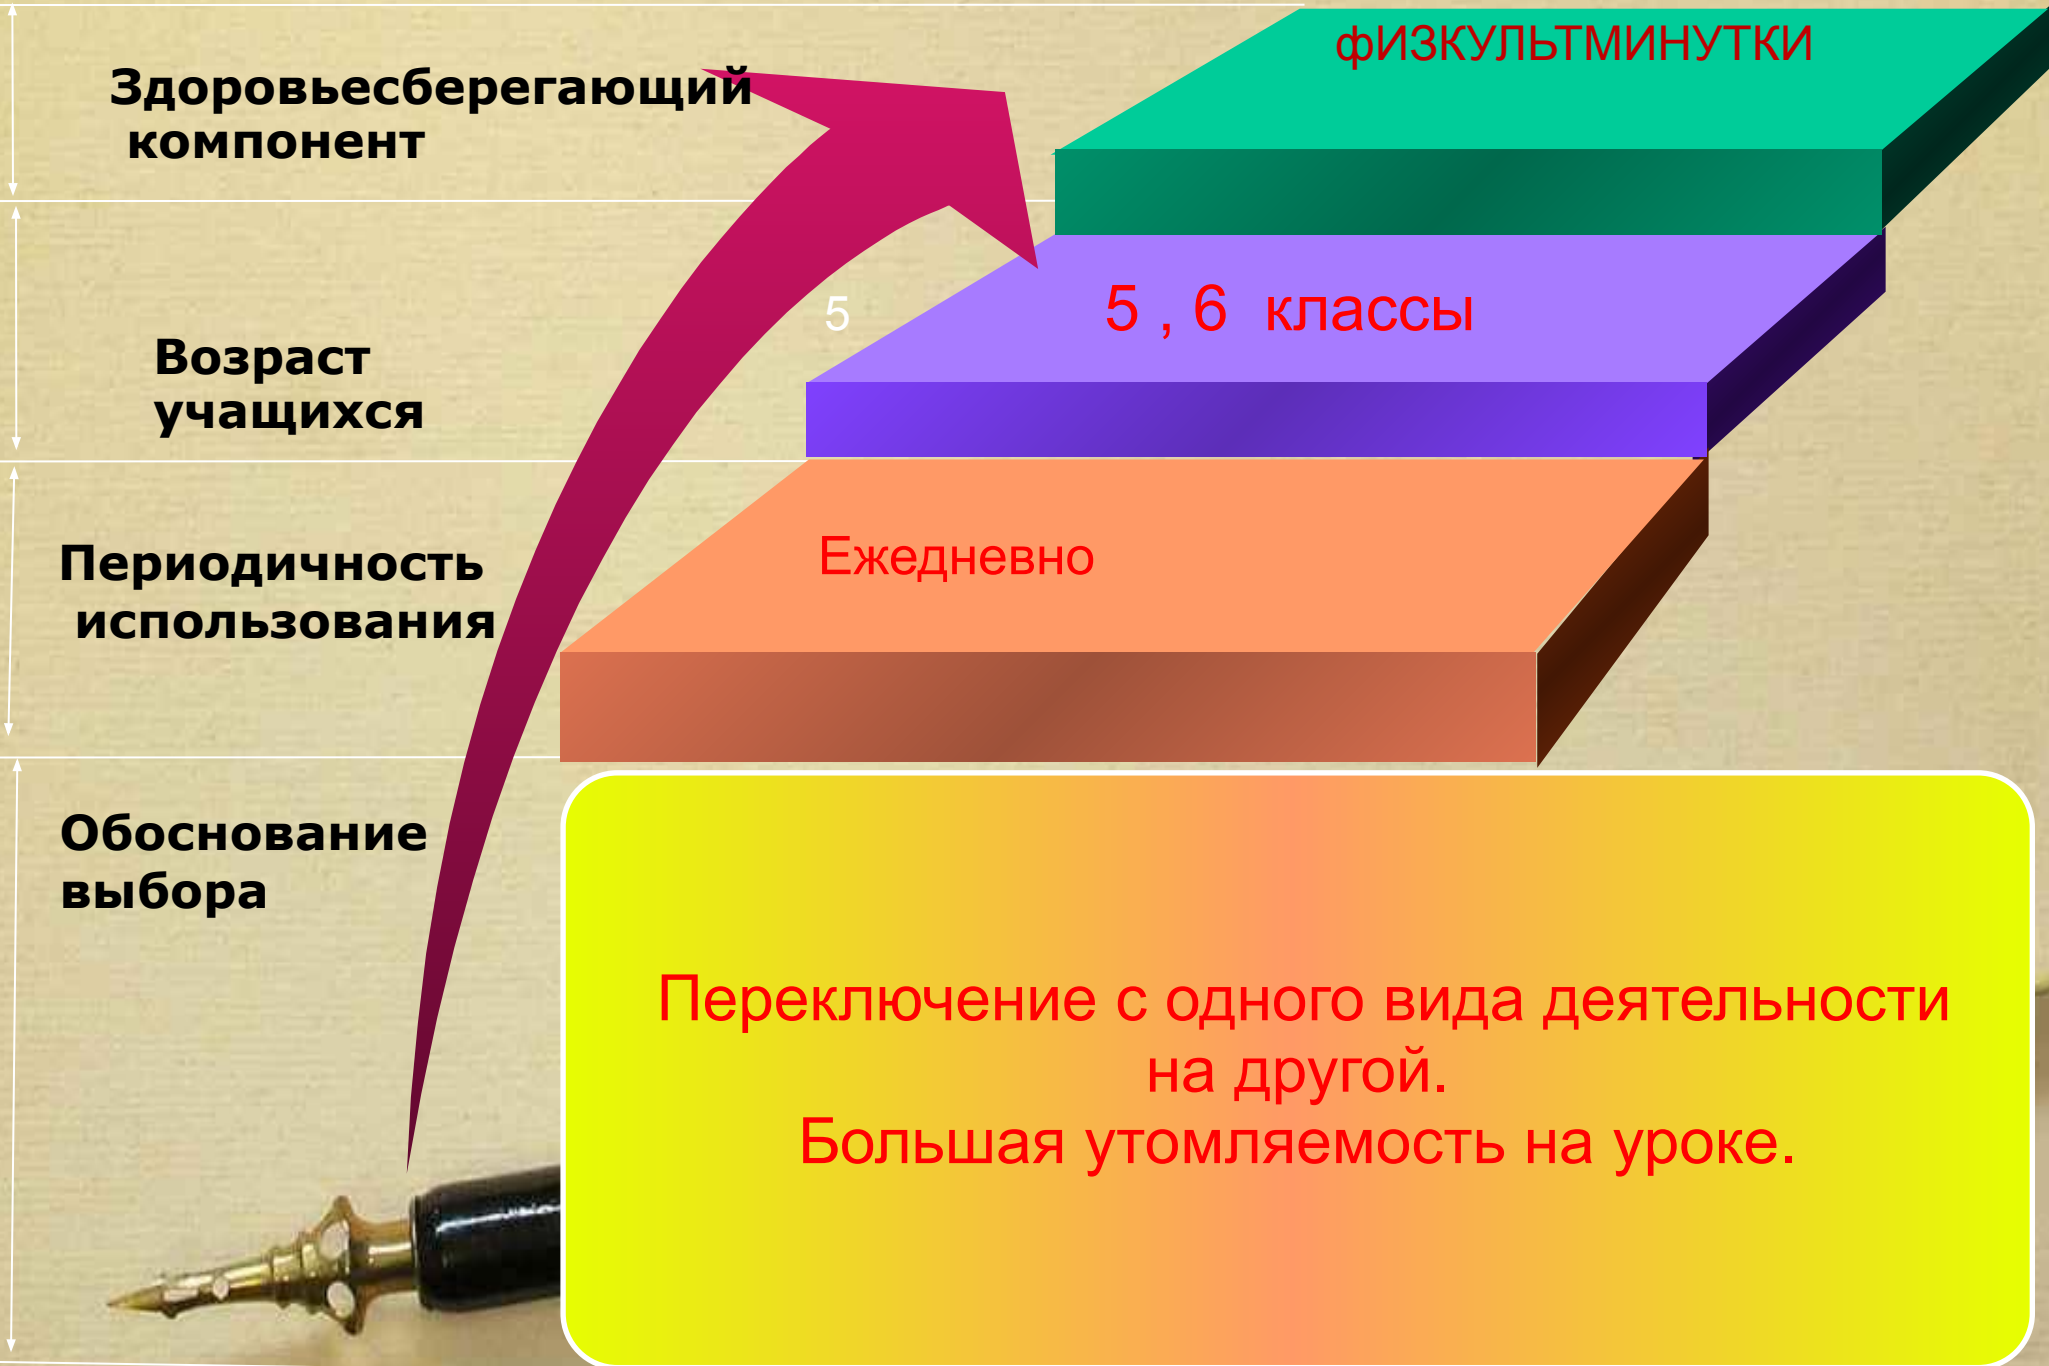 фИЗКУЛЬТМИНУТКИ
Здоровьесберегающий
компонент
5
5 , 6 классы
Возраст
учащихся
Ежедневно
Периодичность
использования
Обоснование
выбора
Переключение с одного вида деятельности
на другой.
Большая утомляемость на уроке.